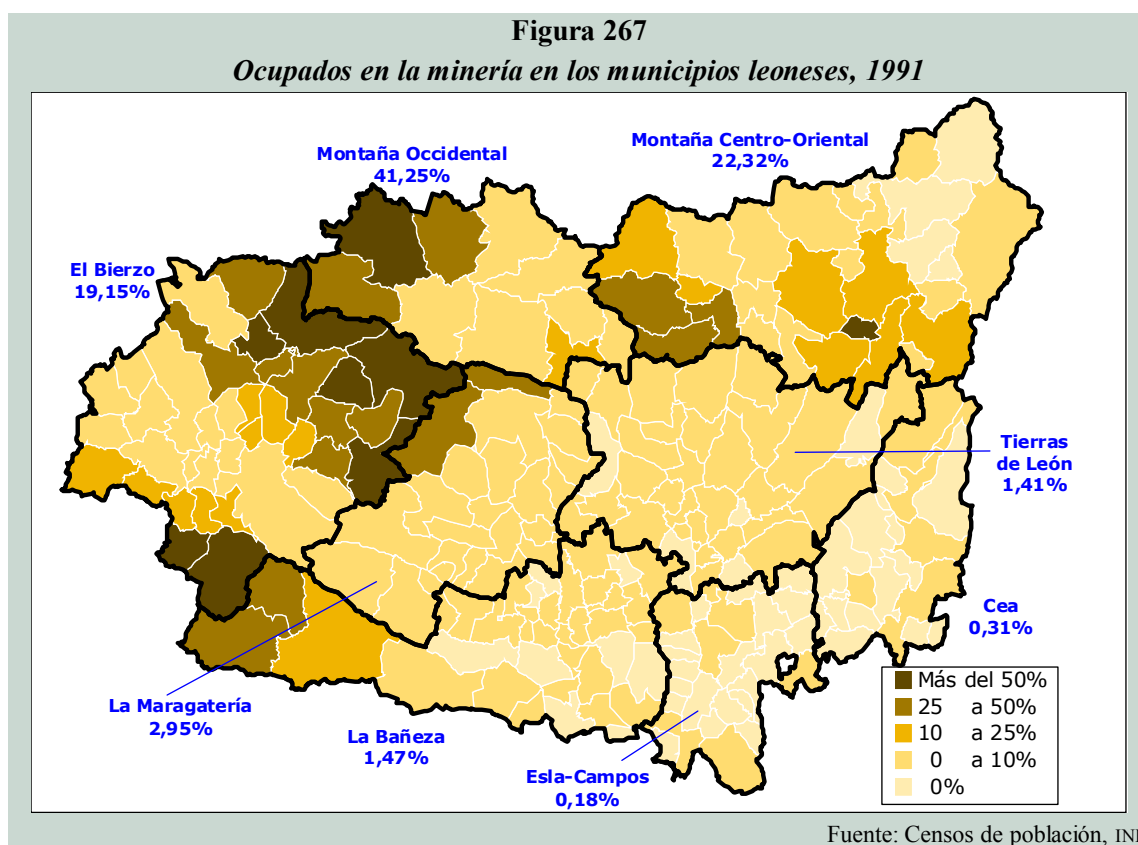 Figura 267
Ocupados en la minería en los municipios leoneses, 1991
Montaña Occidental
41,25%
Montaña Centro-Oriental
22,32%
El Bierzo
19,15%
Tierras
de León
1,41%
Cea
0,31%
La Maragatería
2,95%
La Bañeza
1,47%
Esla-Campos
0,18%
Más del 50%
25 a 50%
10 a 25%
0 a 10%
0%
Fuente: Censos de población, INE